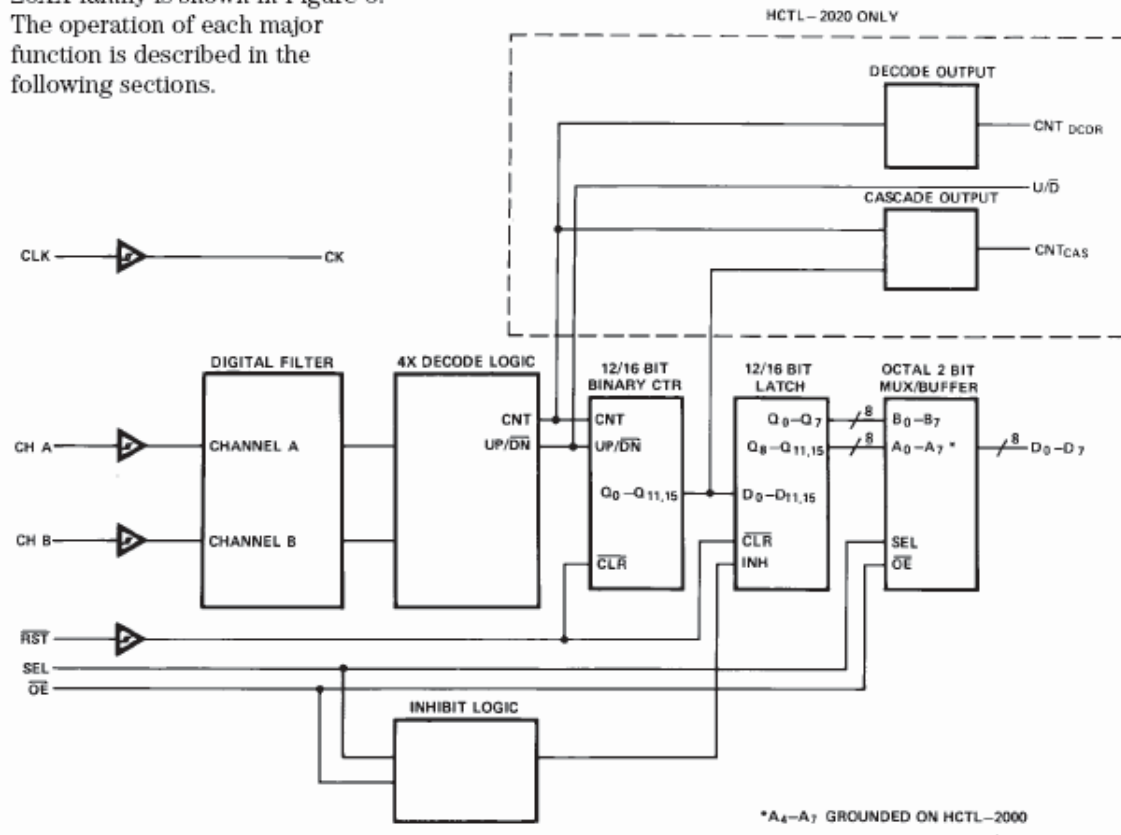 The operation of each major
function is described in the
following sections.
HCTL–2020 ONLY
DECODE OUTPUT
CNT DCDR
U/D̅
CASCADE OUTPUT
CNTCAS
CLK
CK
DIGITAL FILTER
4X DECODE LOGIC
12/16 BIT
BINARY CTR
12/16 BIT
LATCH
OCTAL 2 BIT
MUX/BUFFER
CH A
CHANNEL A
CNT
UP/D̅N̅
CNT
UP/D̅N̅
Q0–Q11,15
C̅L̅R̅
Q0–Q7
8
Q8–Q11,15
8
D0–D11,15
C̅L̅R̅
INH
B0–B7
A0–A7 *
SEL
O̅E̅
8
D0–D7
CH B
CHANNEL B
R̅S̅T̅
SEL
O̅E̅
INHIBIT LOGIC
*A4–A7 GROUNDED ON HCTL–2000